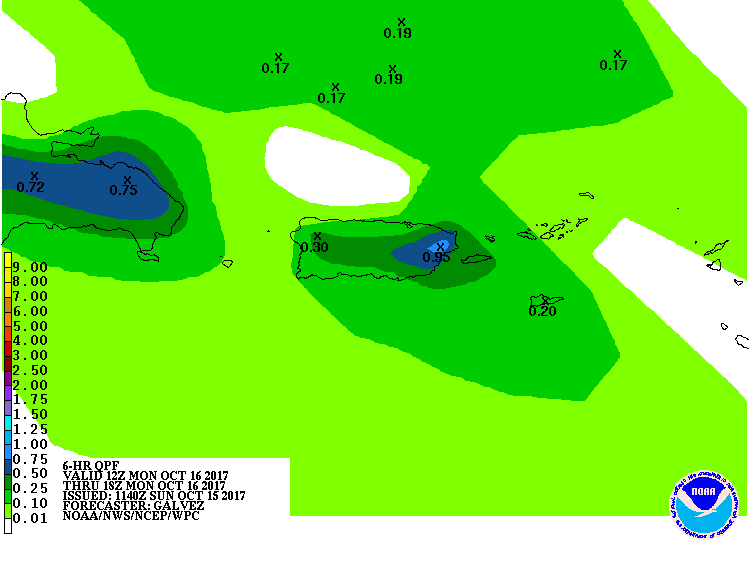 x
0.19
x
0.17
x
0.19
x
0.17
x
0.17
x
0.72
x
0.75
x
0.30
x
0.95
x
0.20
9.00
8.00
7.00
6.00
5.00
4.00
3.00
2.50
2.00
1.75
1.50
1.25
1.00
0.75
0.50
0.25
0.10
0.01
6-HR QPF
VALID 12Z MON OCT 16 2017
THRU 18Z MON OCT 16 2017
ISSUED: 1140Z SUN OCT 15 2017
FORECASTER: GALVEZ
NOAA/NWS/NCEP/WPC
NOAA